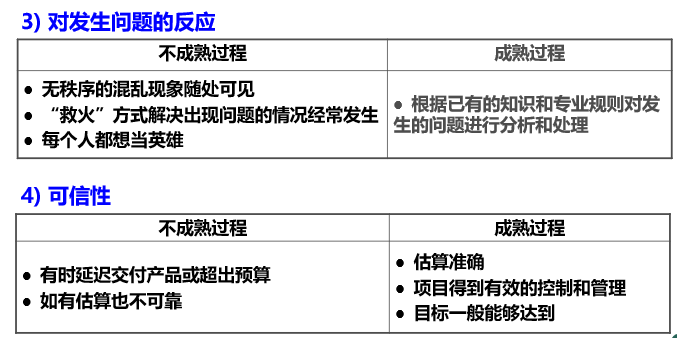 3) 对发生问题的反应
不成熟过程 成熟过程
● 无秩序的混乱现象随处可见
● “救火”方式解决出现问题的情况经常发生
● 每个人都想当英雄
● 根据已有的知识和专业规则对发
生的问题进行分析和处理
4) 可信性
不成熟过程 成熟过程
● 有时延迟交付产品或超出预算
● 如有估算也不可靠
● 估算准确
● 项目得到有效的控制和管理
● 目标一般能够达到